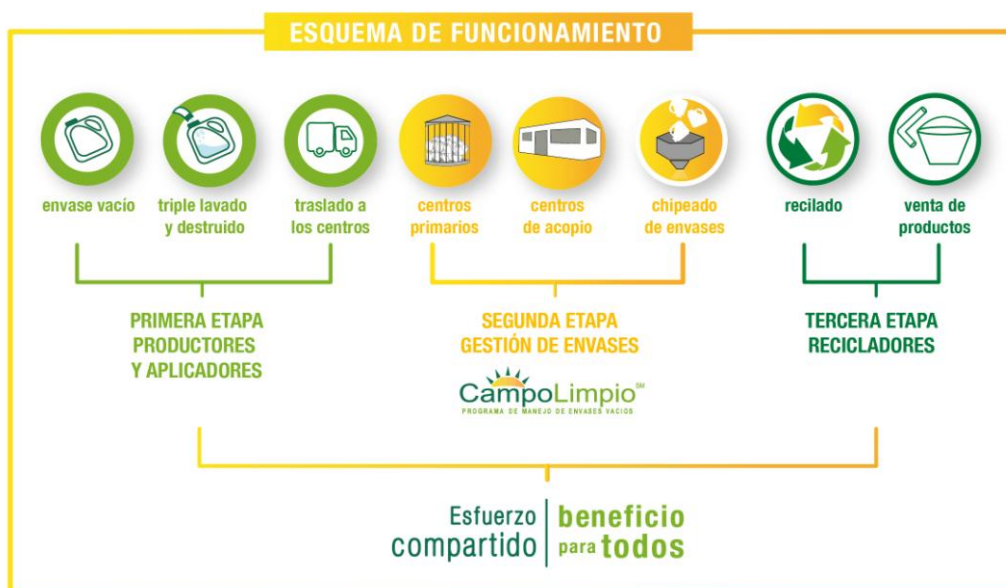 ESQUEMA DE FUNCIONAMIENTO
envase vacío
triple lavado
y destruido
traslado a
los centros
centros
primarios
centros
de acopio
chipeado
de envases
recilado
venta de
productos
PRIMERA ETAPA
PRODUCTORES
Y APLICADORES
SEGUNDA ETAPA
GESTIÓN DE ENVASES
CampoLimpio SM
PROGRAMA DE MANEJO DE ENVASES VACIOS
TERCERA ETAPA
RECICLADORES
Esfuerzo
compartido
beneficio
para todos